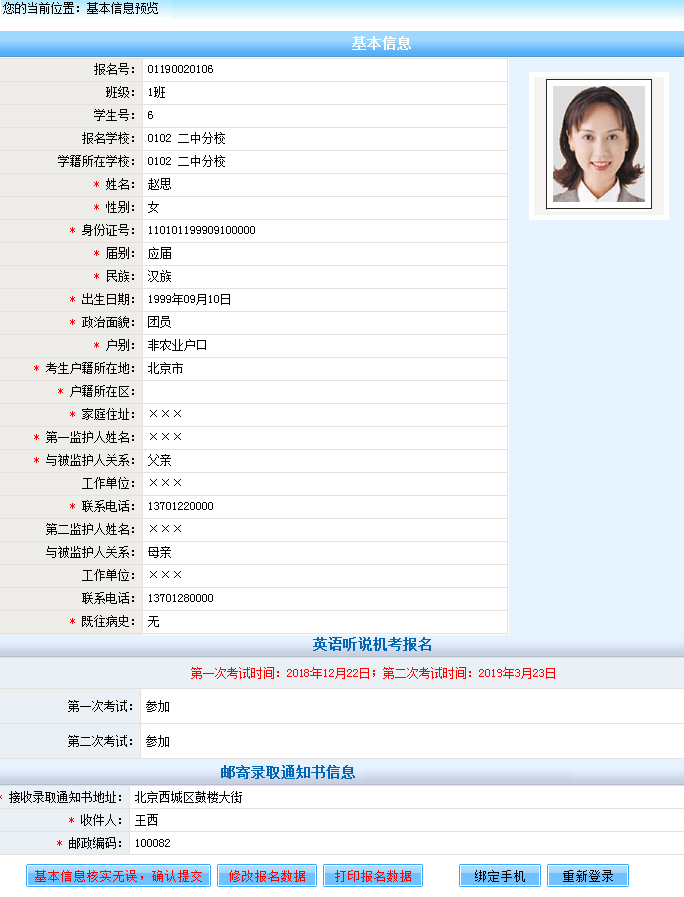 您的当前位置：基本信息预览
基本信息
报名号： 01190020106
班级： 1班
学生号： 6
报名学校： 0102 二中分校
学籍所在学校： 0102 二中分校
* 姓名： 赵思
* 性别： 女
* 身份证号： 110101199909100000
* 届别： 应届
* 民族： 汉族
* 出生日期： 1999年09月10日
* 政治面貌： 团员
* 户别： 非农业户口
* 考生户籍所在地： 北京市
* 户籍所在区：
* 家庭住址： ×××
* 第一监护人姓名： ×××
* 与被监护人关系： 父亲
工作单位： ×××
* 联系电话： 13701220000
第二监护人姓名： ×××
与被监护人关系： 母亲
工作单位： ×××
联系电话： 13701280000
* 既往病史： 无
英语听说机考报名
第一次考试时间：2018年12月22日；第二次考试时间：2019年3月23日
第一次考试： 参加
第二次考试： 参加
邮寄录取通知书信息
* 接收录取通知书地址： 北京西城区鼓楼大街
* 收件人： 王西
* 邮政编码： 100082
基本信息核实无误，确认提交 修改报名数据 打印报名数据 绑定手机 重新登录